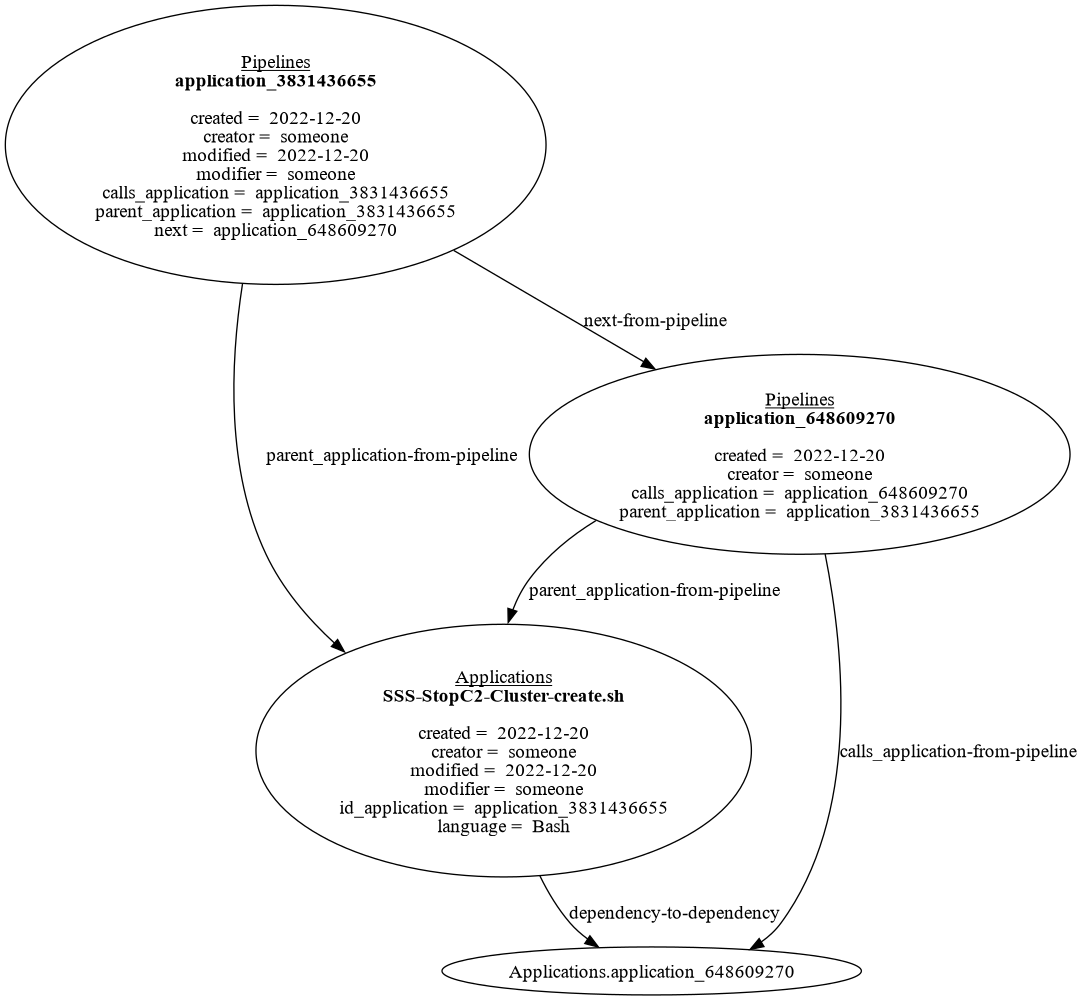 Pipelines
application_3831436655
created =  2022-12-20
creator =  someone
modified =  2022-12-20
modifier =  someone
calls_application =  application_3831436655
parent_application =  application_3831436655
next =  application_648609270
next-from-pipeline
Pipelines
application_648609270
created =  2022-12-20
creator =  someone
calls_application =  application_648609270
parent_application =  application_3831436655
parent_application-from-pipeline
parent_application-from-pipeline
Applications
SSS-StopC2-Cluster-create.sh
created =  2022-12-20
creator =  someone
modified =  2022-12-20
modifier =  someone
id_application =  application_3831436655
language =  Bash
calls_application-from-pipeline
dependency-to-dependency
Applications.application_648609270